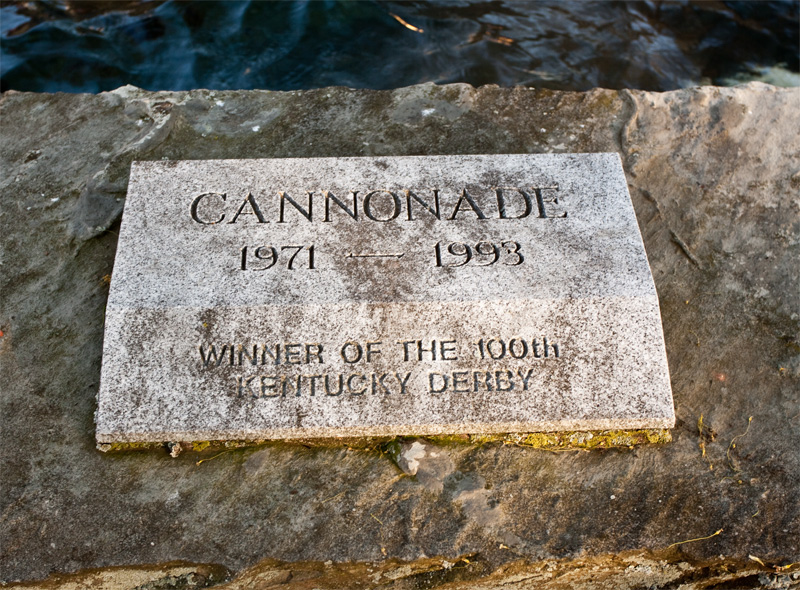 CANNONADE
1971 — 1993
WINNER OF THE 100th
KENTUCKY DERBY